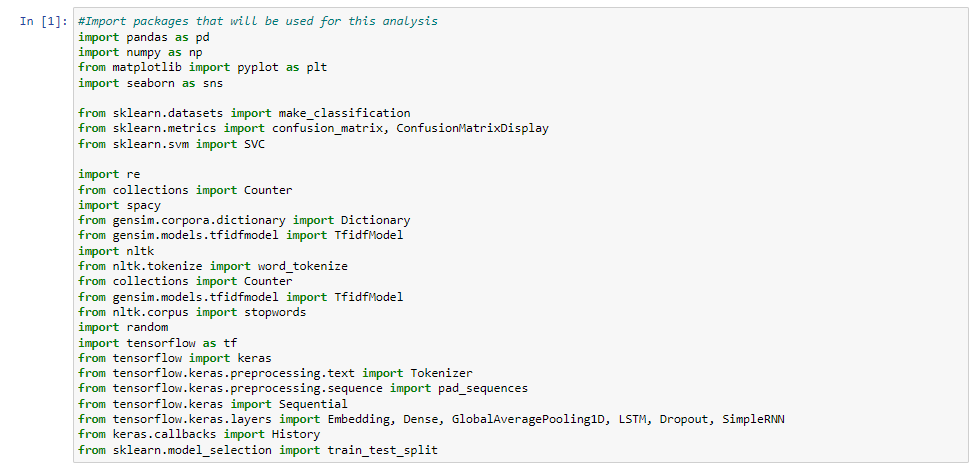 In [1]: #Import packages that will be used for this analysis
import pandas as pd
import numpy as np
from matplotlib import pyplot as plt
import seaborn as sns
from sklearn.datasets import make_classification
from sklearn.metrics import confusion_matrix, ConfusionMatrixDisplay
from sklearn.svm import SVC
import re
from collections import Counter
import spacy
from gensim.corpora.dictionary import Dictionary
from gensim.models.tfidfmodel import TfidfModel
import nltk
from nltk.tokenize import word_tokenize
from collections import Counter
from gensim.models.tfidfmodel import TfidfModel
from nltk.corpus import stopwords
import random
import tensorflow as tf
from tensorflow import keras
from tensorflow.keras.preprocessing.text import Tokenizer
from tensorflow.keras.preprocessing.sequence import pad_sequences
from tensorflow.keras import Sequential
from tensorflow.keras.layers import Embedding, Dense, GlobalAveragePooling1D, LSTM, Dropout, SimpleRNN
from keras.callbacks import History
from sklearn.model_selection import train_test_split